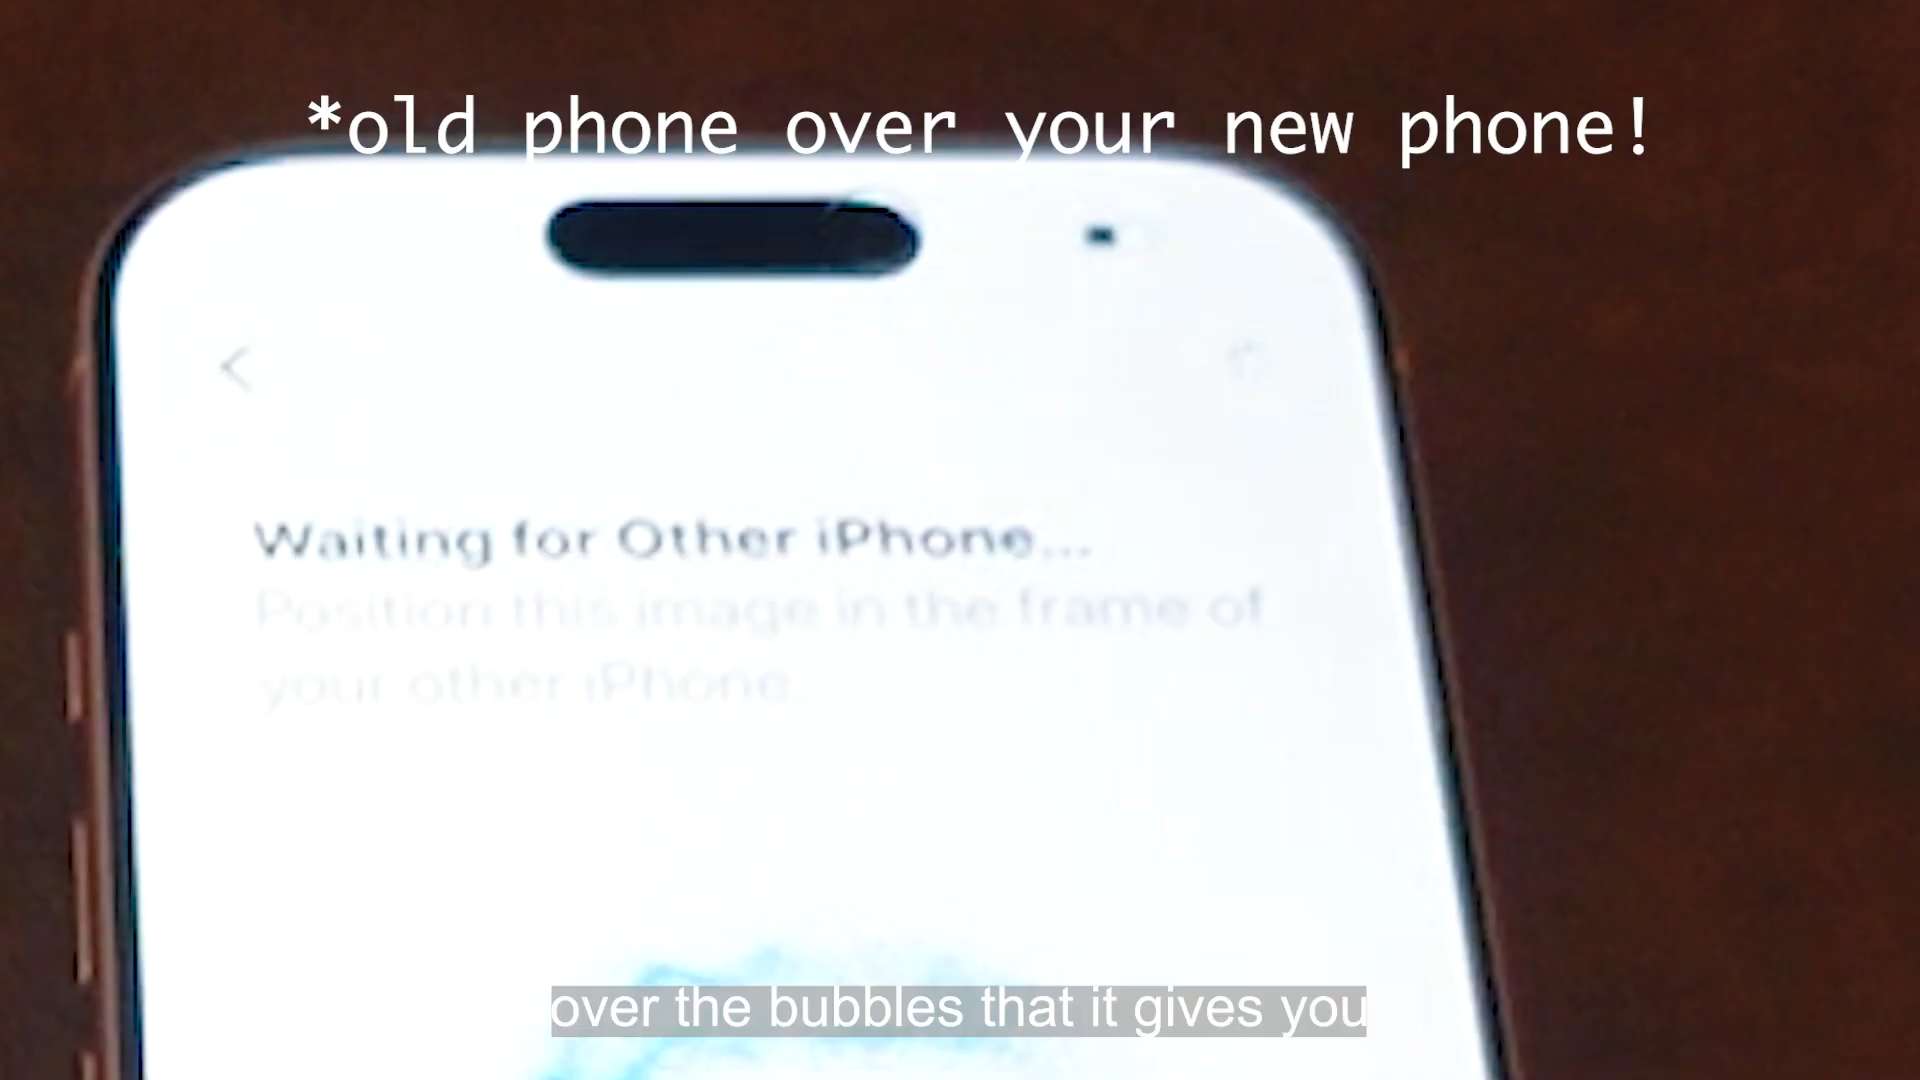 *old phone over your new phone!
Waiting for Other iPhone...
Position this image in the frame of
your other iPhone.
over the bubbles that it gives you